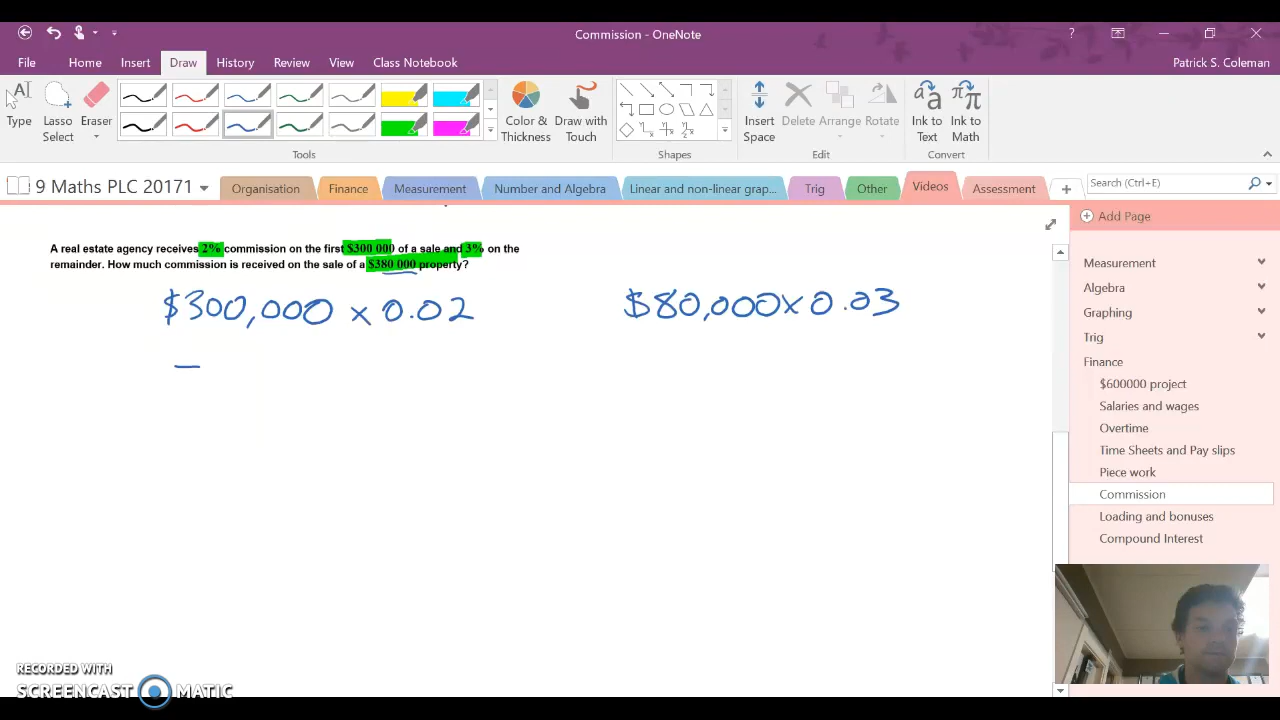 Commission - OneNote
?
File Home Insert Draw History Review View Class Notebook Patrick S. Coleman
Type Lasso Select Eraser Color & Thickness Draw with Touch Insert Space Delete Arrange Rotate Ink to Text Ink to Math
Tools Shapes Edit Convert
9 Maths PLC 20171 Organisation Finance Measurement Number and Algebra Linear and non-linear grap... Trig Other Videos Assessment Search (Ctrl+E)
Add Page
A real estate agency receives 2% commission on the first $300 000 of a sale and 3% on the
remainder. How much commission is received on the sale of a $380 000 property?
$300,000 x 0.02 $80,000x 0.03
Measurement
Algebra
Graphing
Trig
Finance
$600000 project
Salaries and wages
Overtime
Time Sheets and Pay slips
Piece work
Commission
Loading and bonuses
Compound Interest
RECORDED WITH
SCREENCAST MATIC